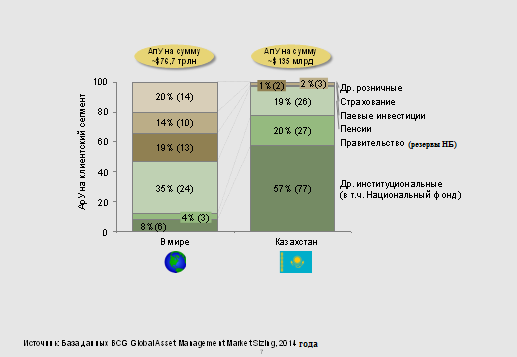 АпУ на сумму
~$76,7 трлн
АпУ на сумму
~$135 млрд
АрУ на клиентский сегмент
100
80
60
40
20
0
20% (14)
14% (10)
19% (13)
35% (24)
4% (3)
8%(6)
1% (2)
2 %(3)
19% (26)
20% (27)
57% (77)
Др. розничные
Страхование
Паевые инвестиции
Пенсии
Правительство (резервы НБ)
Др. институциональные
(в т.ч. Национальный фонд)
В мире
Казахстан
Источник: База данных BCG Global Asset Management Market Sizing, 2014 года
7